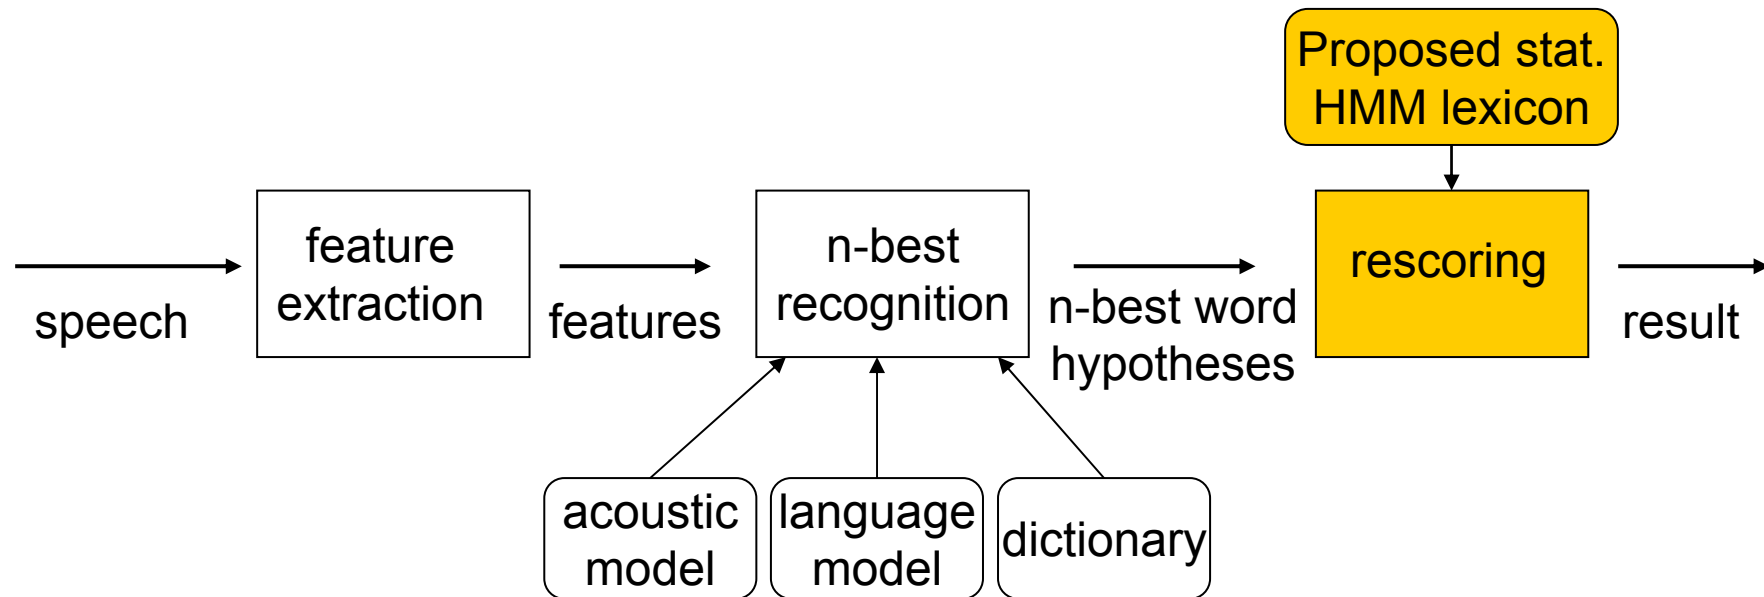 Proposed stat.
HMM lexicon
feature
extraction
n-best
recognition
rescoring
speech
features
n-best word
hypotheses
result
acoustic
model
language
model
dictionary